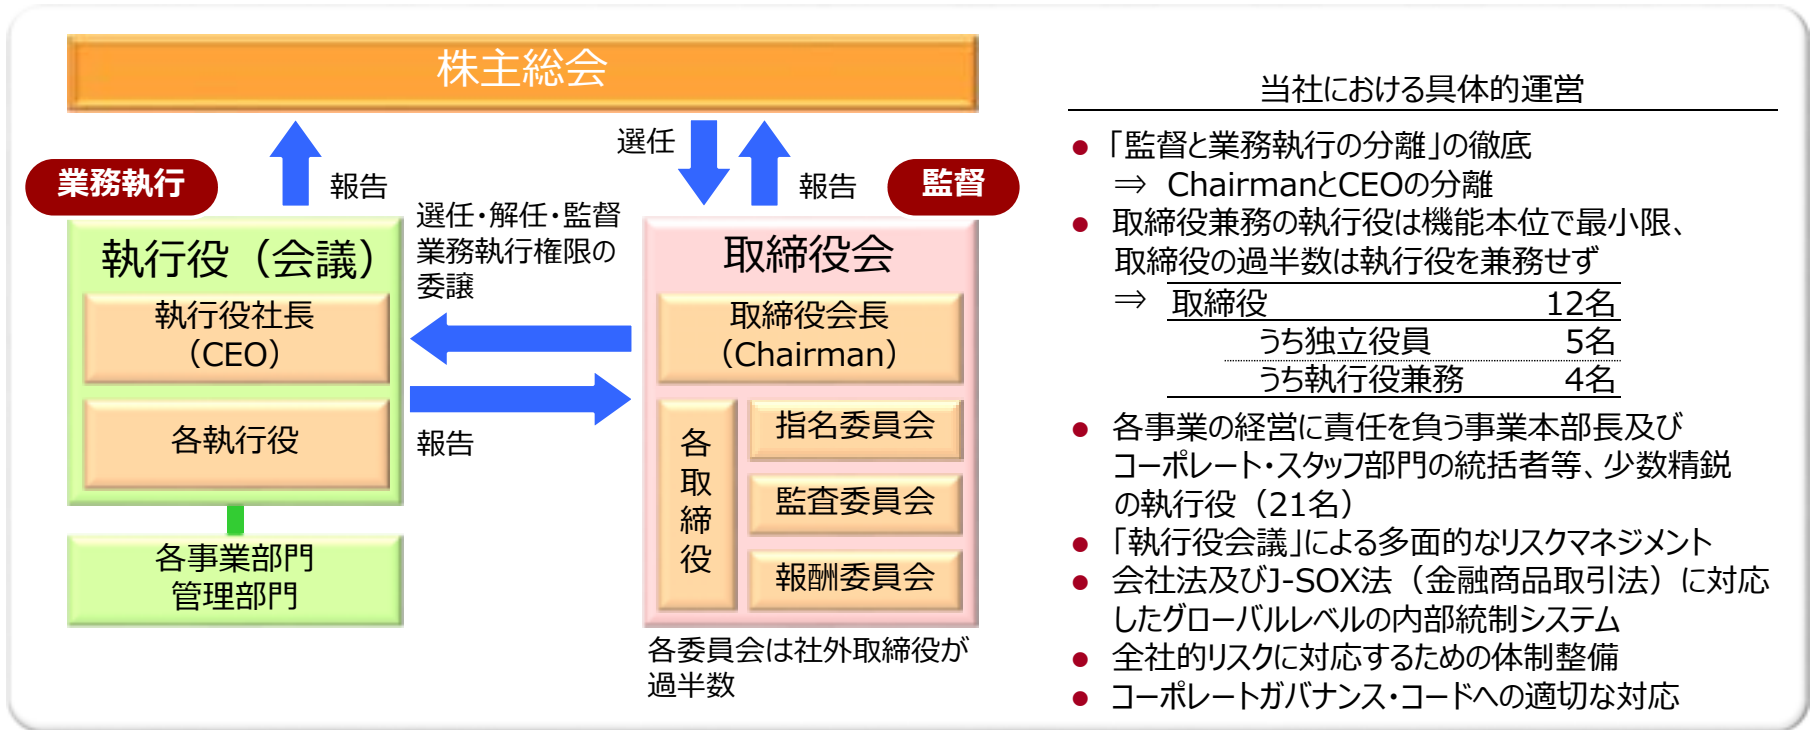 株主総会
選任
報告
業務執行
報告
監督
選任・解任・監督
業務執行権限の
委譲
執行役（会議）
執行役社長
（CEO）
各執行役
報告
各事業部門
管理部門
取締役会
取締役会長
（Chairman）
各取締役
指名委員会
監査委員会
報酬委員会
各委員会は社外取締役が
過半数
当社における具体的運営
● 「監督と業務執行の分離」の徹底
⇒ ChairmanとCEOの分離
● 取締役兼務の執行役は機能本位で最小限、
取締役の過半数は執行役を兼務せず
⇒ 取締役 12名
うち独立役員 5名
うち執行役兼務 4名
● 各事業の経営に責任を負う事業本部長及び
コーポレート・スタッフ部門の統括者等、少数精鋭
の執行役（21名）
● 「執行役会議」による多面的なリスクマネジメント
● 会社法及びJ-SOX法（金融商品取引法）に対応
したグローバルレベルの内部統制システム
● 全社的リスクに対応するための体制整備
● コーポレートガバナンス・コードへの適切な対応